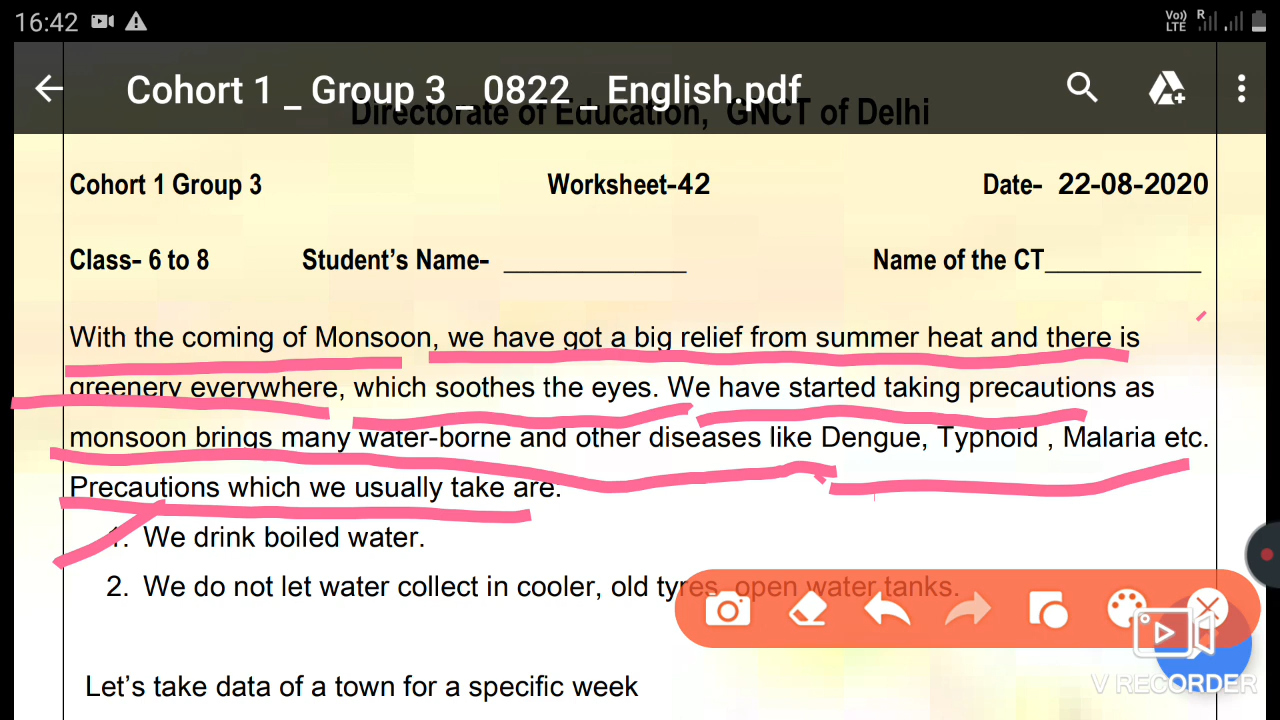 16:42 Vo)) LTE R
Cohort 1 _ Group 3 _ 0822 _ English.pdf
Directorate of Education, GNCT of Delhi
Cohort 1 Group 3 Worksheet-42 Date- 22-08-2020
Class- 6 to 8 Student's Name- ____________ Name of the CT___________
With the coming of Monsoon, we have got a big relief from summer heat and there is
greenery everywhere, which soothes the eyes. We have started taking precautions as
monsoon brings many water-borne and other diseases like Dengue, Typhoid , Malaria etc.
Precautions which we usually take are.
1. We drink boiled water.
2. We do not let water collect in cooler, old tyres, open water tanks.
Let's take data of a town for a specific week
V RECORDER